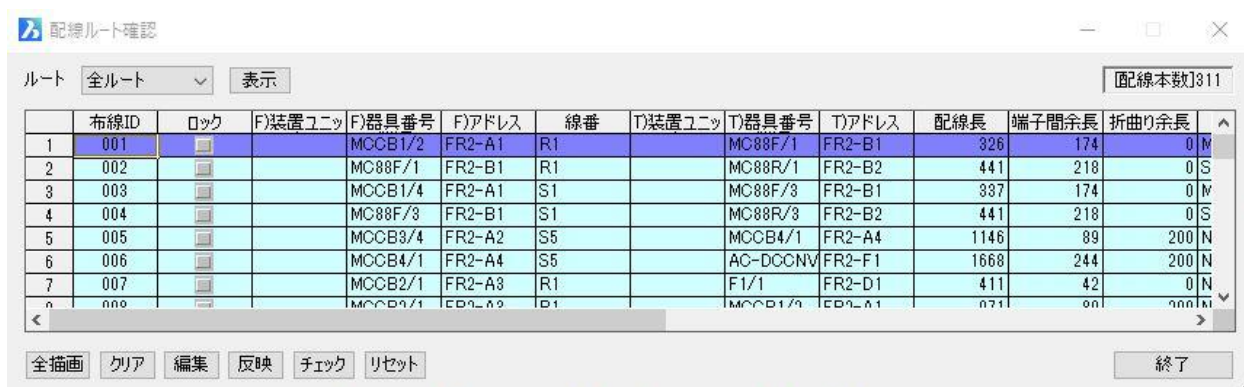 配線ルート確認
ルート 全ルート 表示 [配線本数]311
布線ID ロック F)装置ユニッ F)器具番号 F)アドレス 線番 T)装置ユニッ T)器具番号 T)アドレス 配線長 端子間余長 折曲り余長
1 001 MCCB1/2 FR2-A1 R1 MC88F/1 FR2-B1 326 174 0 M
2 002 MC88F/1 FR2-B1 R1 MC88R/1 FR2-B2 441 218 0 S
3 003 MCCB1/4 FR2-A1 S1 MC88F/3 FR2-B1 337 174 0 M
4 004 MC88F/3 FR2-B1 S1 MC88R/3 FR2-B2 441 218 0 S
5 005 MCCB3/4 FR2-A2 S5 MCCB4/1 FR2-A4 1146 89 200 N
6 006 MCCB4/1 FR2-A4 S5 AC-DCCNV FR2-F1 1668 244 200 N
7 007 MCCB2/1 FR2-A3 R1 F1/1 FR2-D1 411 42 0 N
全描画 クリア 編集 反映 チェック リセット 終了